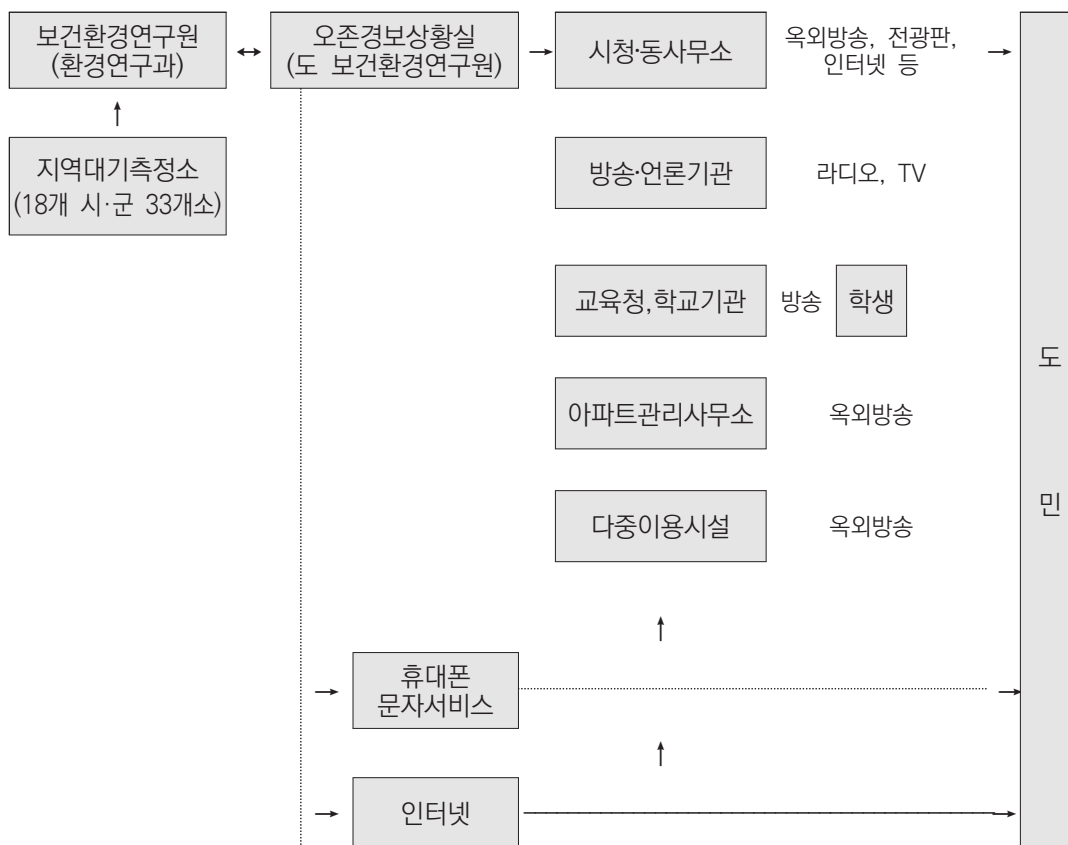 보건환경연구원
(환경연구과)
오존경보상황실
(도 보건환경연구원)
시청·동사무소
옥외방송, 전광판,
인터넷 등
지역대기측정소
(18개 시·군 33개소)
방송·언론기관
라디오, TV
교육청,학교기관
방송
학생
아파트관리사무소
옥외방송
다중이용시설
옥외방송
도
민
휴대폰
문자서비스
인터넷